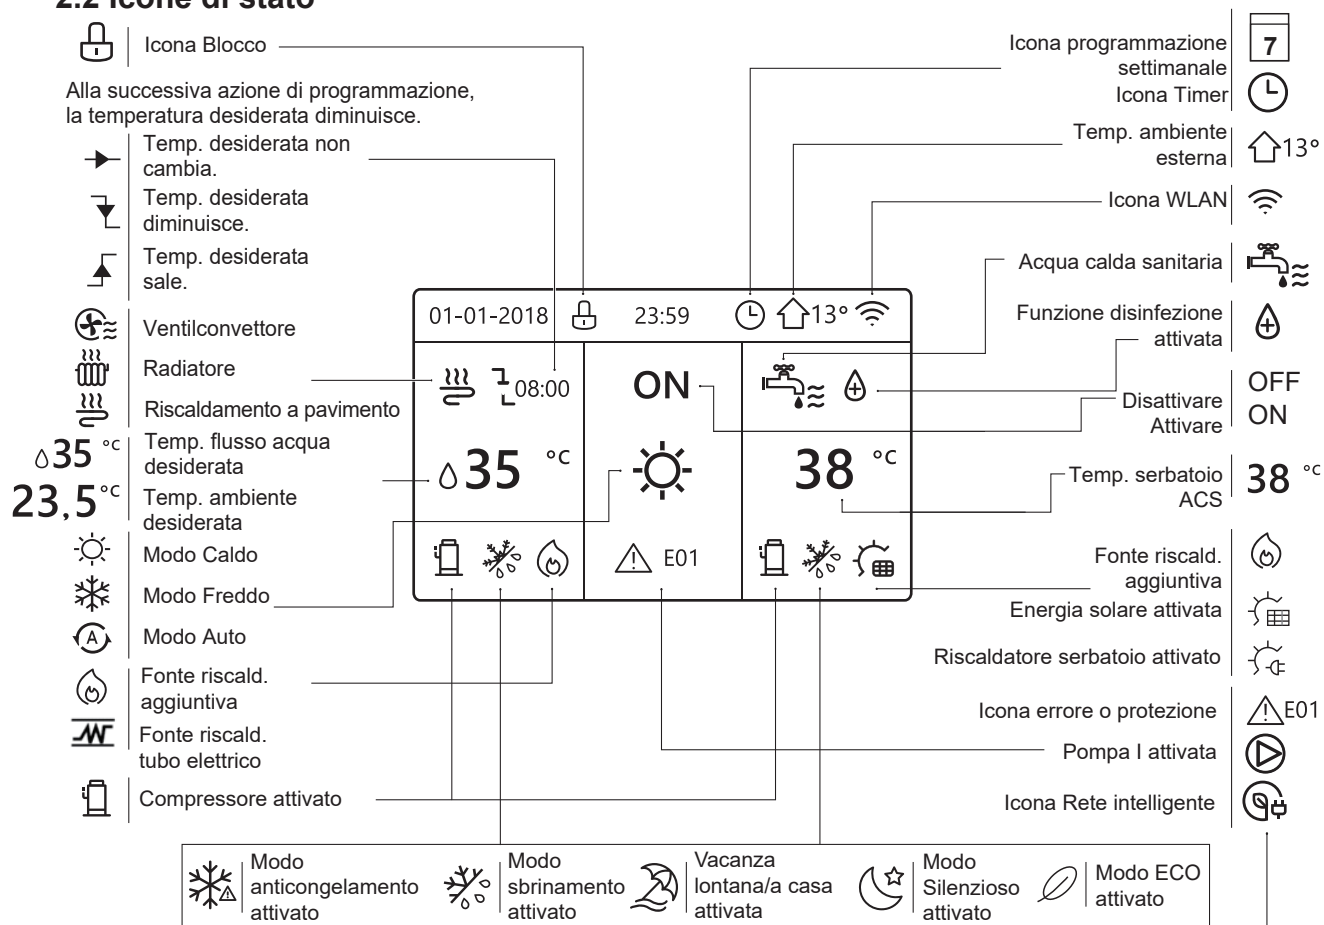 2.2 Icone di stato
Icona Blocco
Alla successiva azione di programmazione,
la temperatura desiderata diminuisce.
Temp. desiderata non
cambia.
Temp. desiderata
diminuisce.
Temp. desiderata
sale.
Ventilconvettore
Radiatore
Riscaldamento a pavimento
35 °c
Temp. flusso acqua
desiderata
23,5 °c
Temp. ambiente
desiderata
Modo Caldo
Modo Freddo
A
Modo Auto
Fonte riscald.
aggiuntiva
Fonte riscald.
tubo elettrico
Compressore attivato
01-01-2018
23:59
13°
08:00
ON
35 °c
38 °c
E01
Icona programmazione
settimanale
7
Icona Timer
Temp. ambiente
esterna
13°
Icona WLAN
Acqua calda sanitaria
Funzione disinfezione
attivata
Disattivare
OFF
Attivare
ON
Temp. serbatoio
ACS
38 °c
Fonte riscald.
aggiuntiva
Energia solare attivata
Riscaldatore serbatoio attivato
Icona errore o protezione
E01
Pompa I attivata
Icona Rete intelligente
Modo
anticongelamento
attivato
Modo
sbrinamento
attivato
Vacanza
lontana/a casa
attivata
Modo
Silenzioso
attivato
Modo ECO
attivato